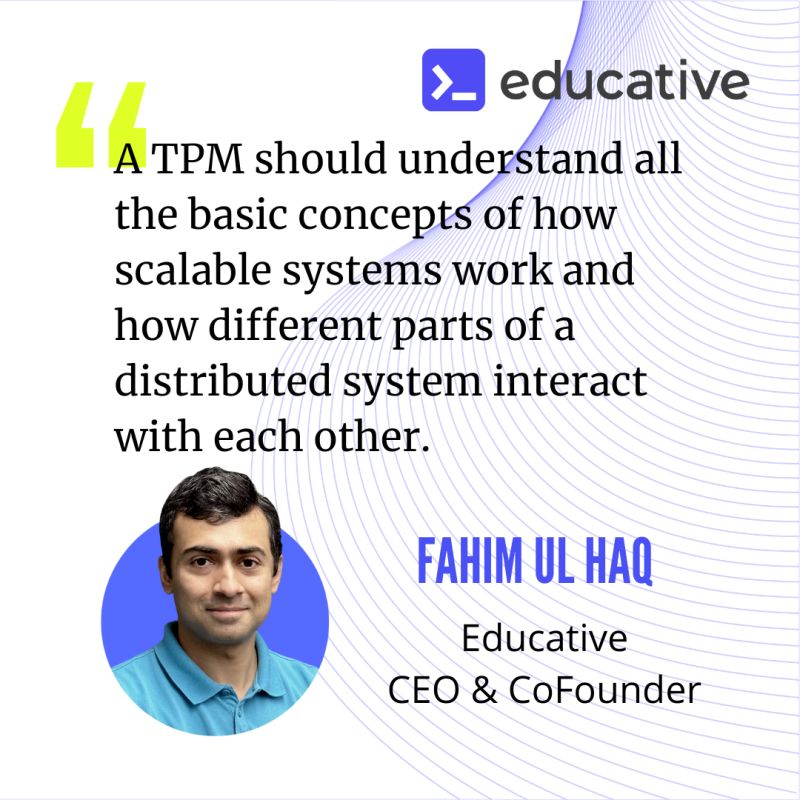 educative
A TPM should understand all
the basic concepts of how
scalable systems work and
how different parts of a
distributed system interact
with each other.
FAHIM UL HAQ
Educative
CEO & CoFounder